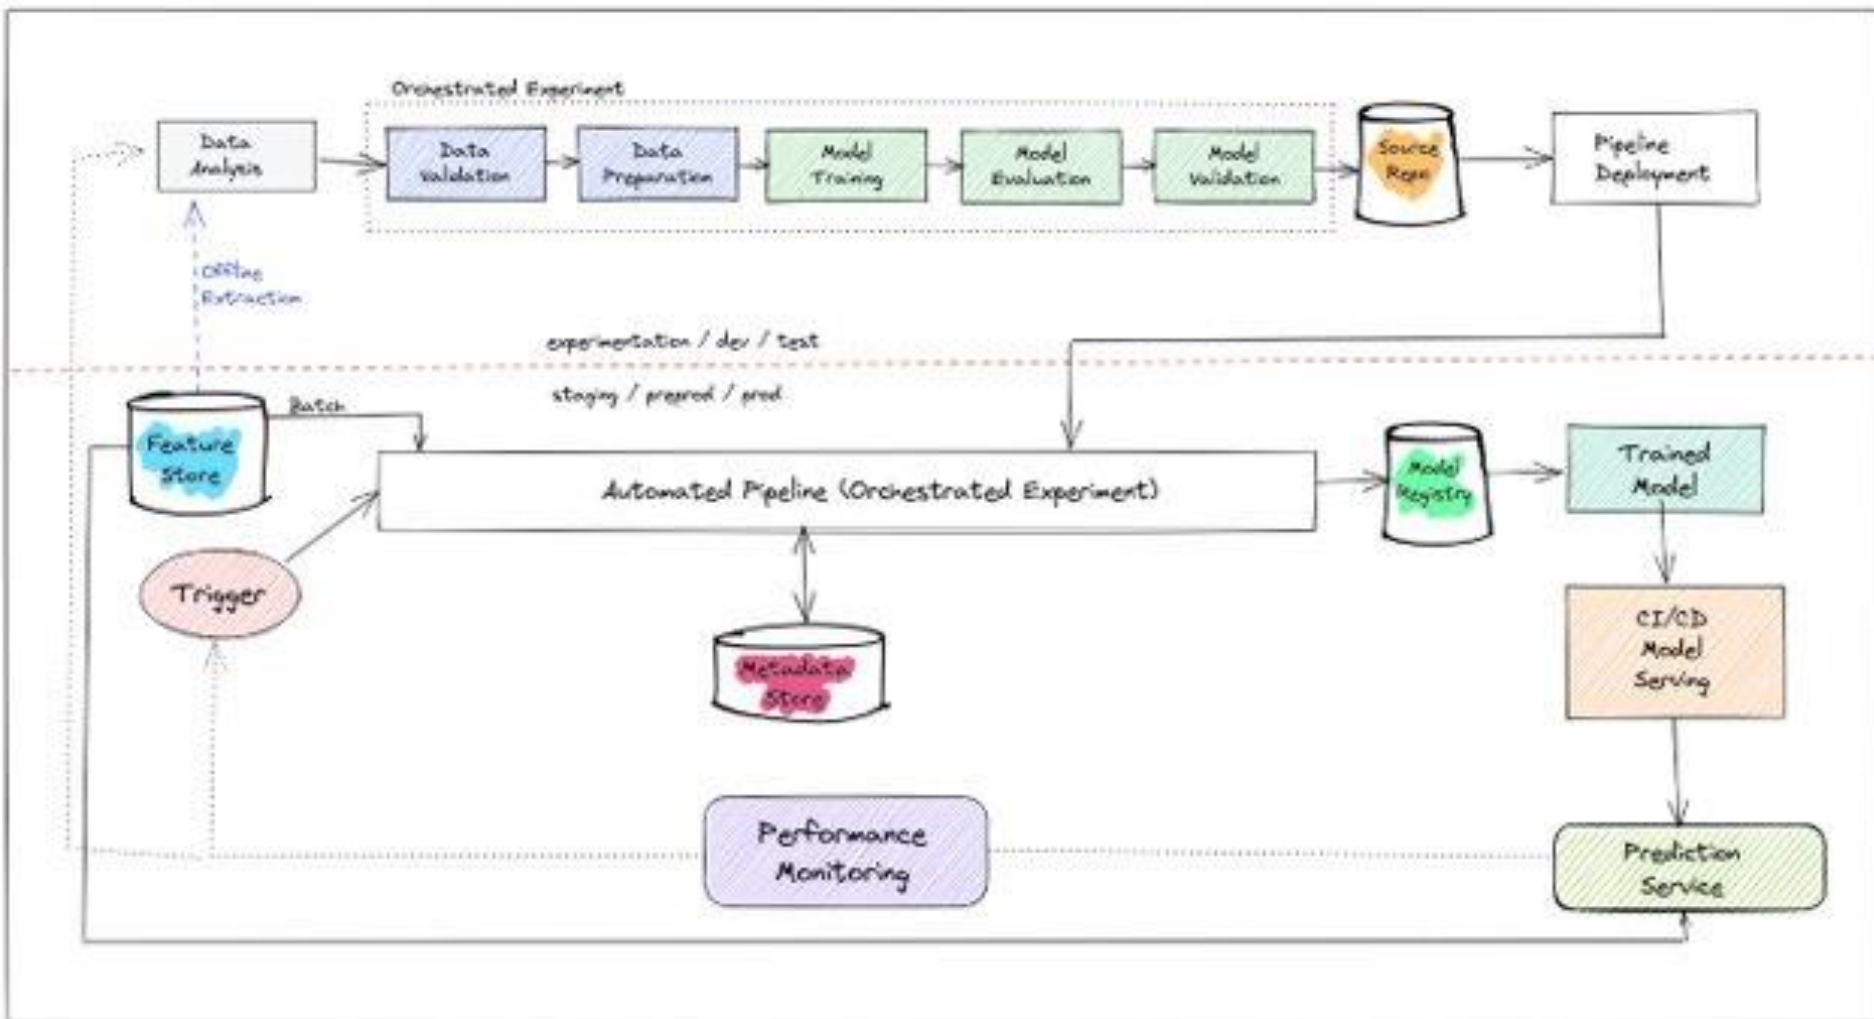 Orchestrated Experiment
Data
Analysis
Data
Validation
Data
Preparation
Model
Training
Model
Evaluation
Model
Validation
Source
Repo
Pipeline
Deployment
Offline
Extraction
experimentation / dev / test
staging / preprod / prod
Batch
Feature
Store
Automated Pipeline (Orchestrated Experiment)
Model
Registry
Trained
Model
Trigger
Metadata
Store
CI/CD
Model
Serving
Performance
Monitoring
Prediction
Service